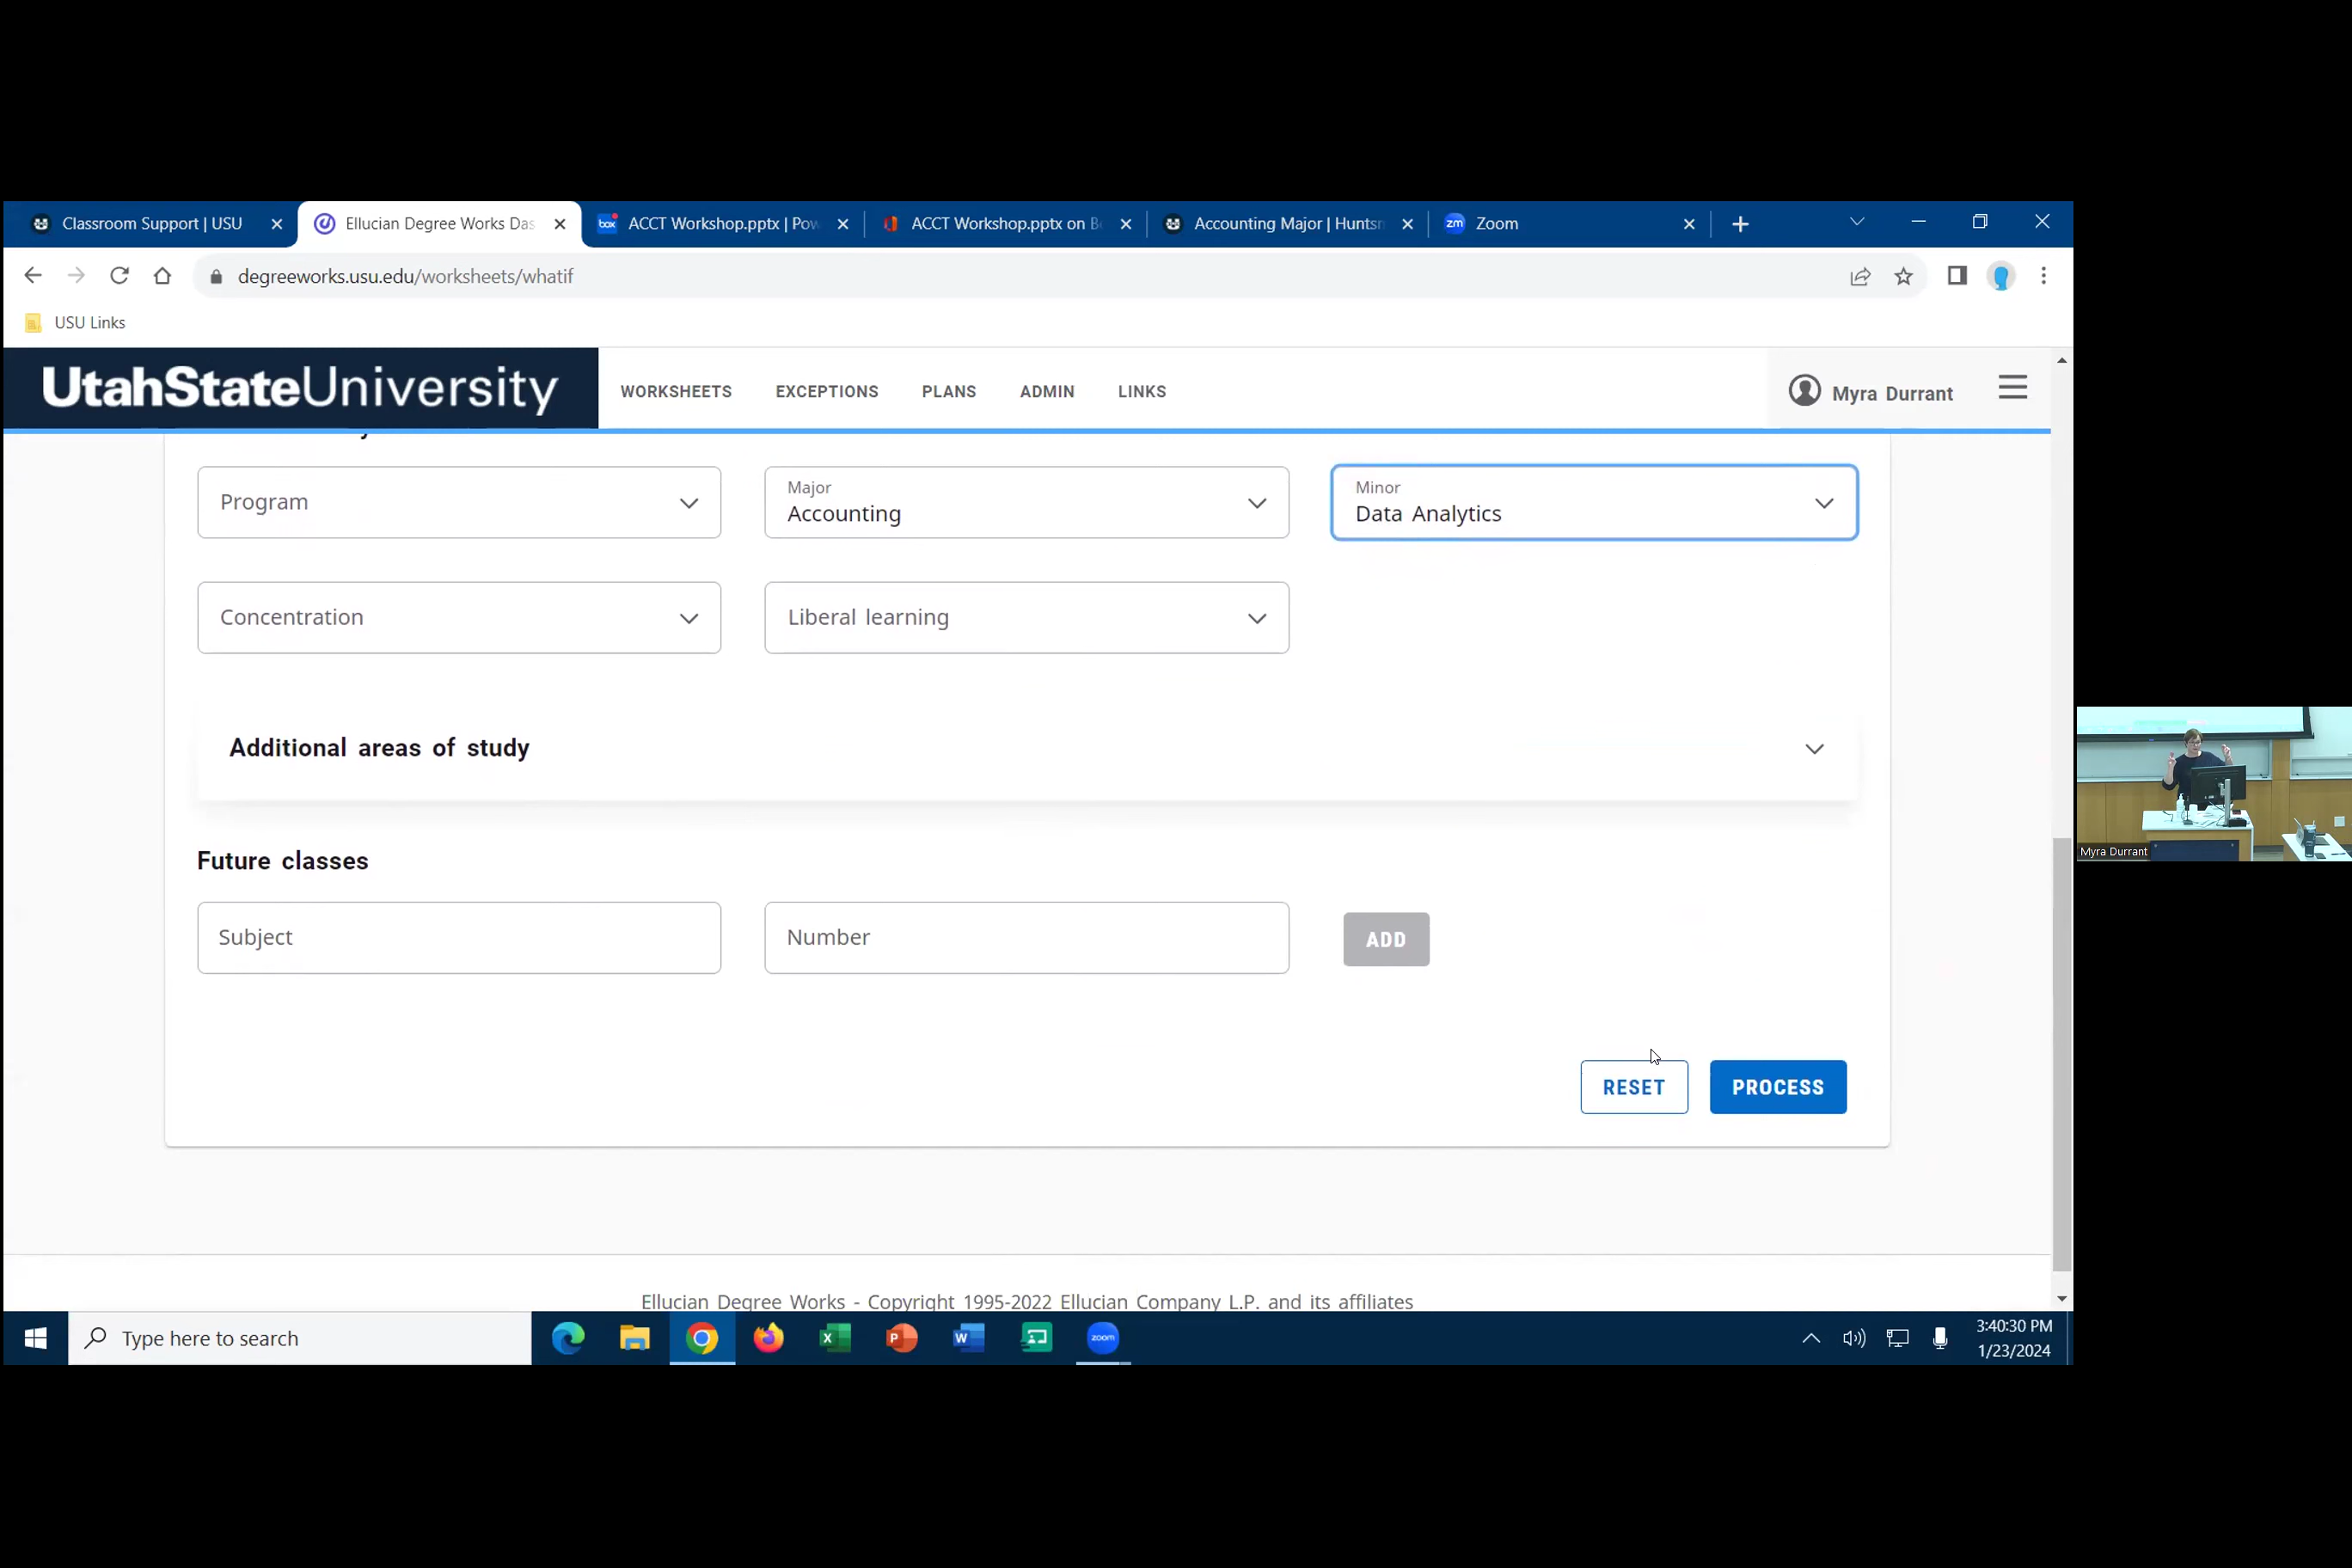 Classroom Support | USU
Ellucian Degree Works Das
box
ACCT Workshop.pptx | Pow
ACCT Workshop.pptx on B
Accounting Major | Huntsm
zm
Zoom
degreeworks.usu.edu/worksheets/whatif
USU Links
UtahStateUniversity
WORKSHEETS
EXCEPTIONS
PLANS
ADMIN
LINKS
Myra Durrant
Program
Major
Accounting
Minor
Data Analytics
Concentration
Liberal learning
Additional areas of study
Future classes
Subject
Number
ADD
RESET
PROCESS
Myra Durrant
Ellucian Degree Works - Copyright 1995-2022 Ellucian Company L.P. and its affiliates
Type here to search
zoom
3:40:30 PM
1/23/2024